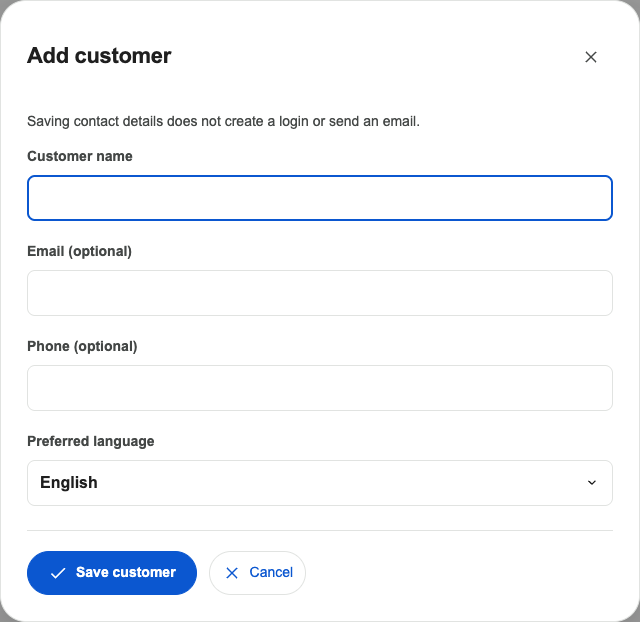 Add customer
Saving contact details does not create a login or send an email.
Customer name
Email (optional)
Phone (optional)
Preferred language
English
Save customer
Cancel